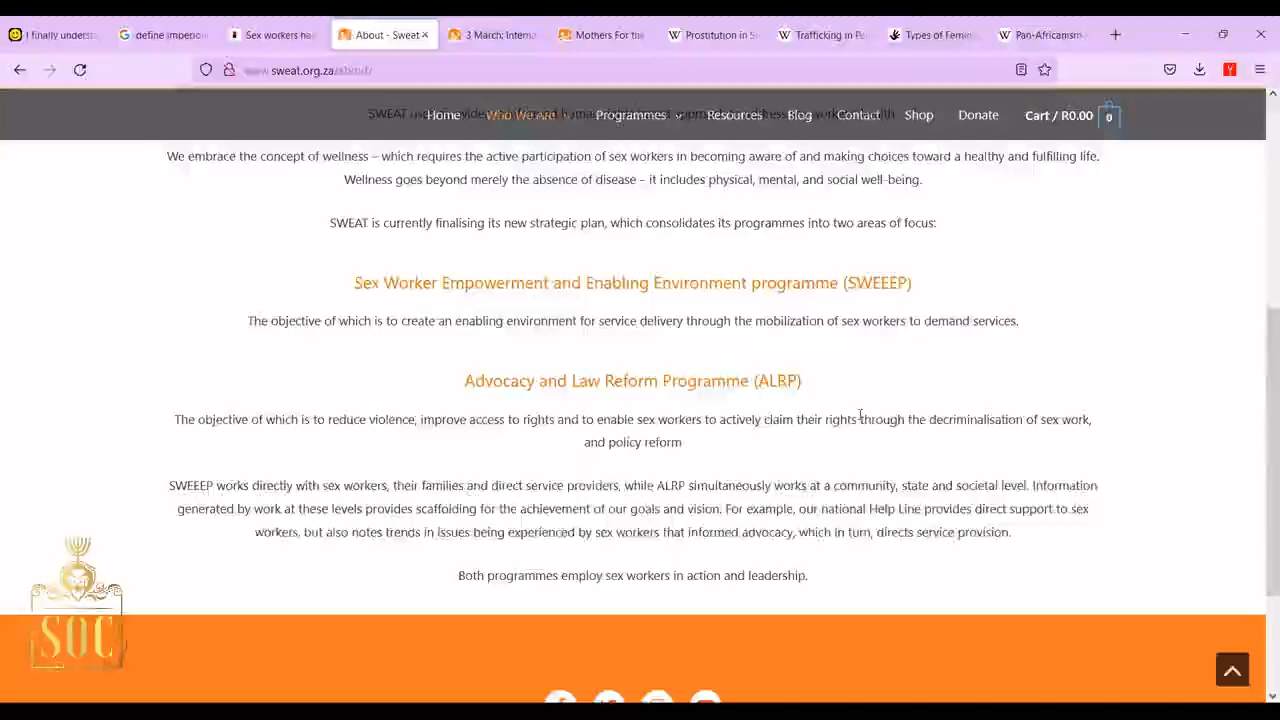 I finally underst
define imperio
Sex workers ha
About - Sweat
3 March: Interna
Mothers For the
Prostitution in S
Trafficking in Pe
Types of Femin
Pan-Africanism
www.sweat.org.za/about/
Home Who We Are Programmes Resources Blog Contact Shop Donate Cart / R0.00 0
We embrace the concept of wellness – which requires the active participation of sex workers in becoming aware of and making choices toward a healthy and fulfilling life.
Wellness goes beyond merely the absence of disease – it includes physical, mental, and social well-being.
SWEAT is currently finalising its new strategic plan, which consolidates its programmes into two areas of focus:
Sex Worker Empowerment and Enabling Environment programme (SWEEEP)
The objective of which is to create an enabling environment for service delivery through the mobilization of sex workers to demand services.
Advocacy and Law Reform Programme (ALRP)
The objective of which is to reduce violence, improve access to rights and to enable sex workers to actively claim their rights through the decriminalisation of sex work,
and policy reform
SWEEEP works directly with sex workers, their families and direct service providers, while ALRP simultaneously works at a community, state and societal level. Information
generated by work at these levels provides scaffolding for the achievement of our goals and vision. For example, our national Help Line provides direct support to sex
workers, but also notes trends in issues being experienced by sex workers that informed advocacy, which in turn, directs service provision.
Both programmes employ sex workers in action and leadership.
SOC